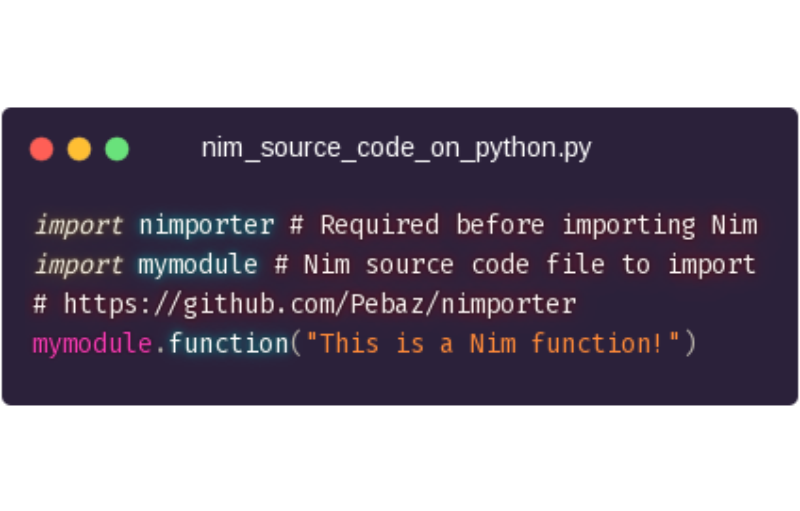 nim_source_code_on_python.py
import nimporter # Required before importing Nim
import mymodule # Nim source code file to import
# https://github.com/Pebaz/nimporter
mymodule.function("This is a Nim function!")